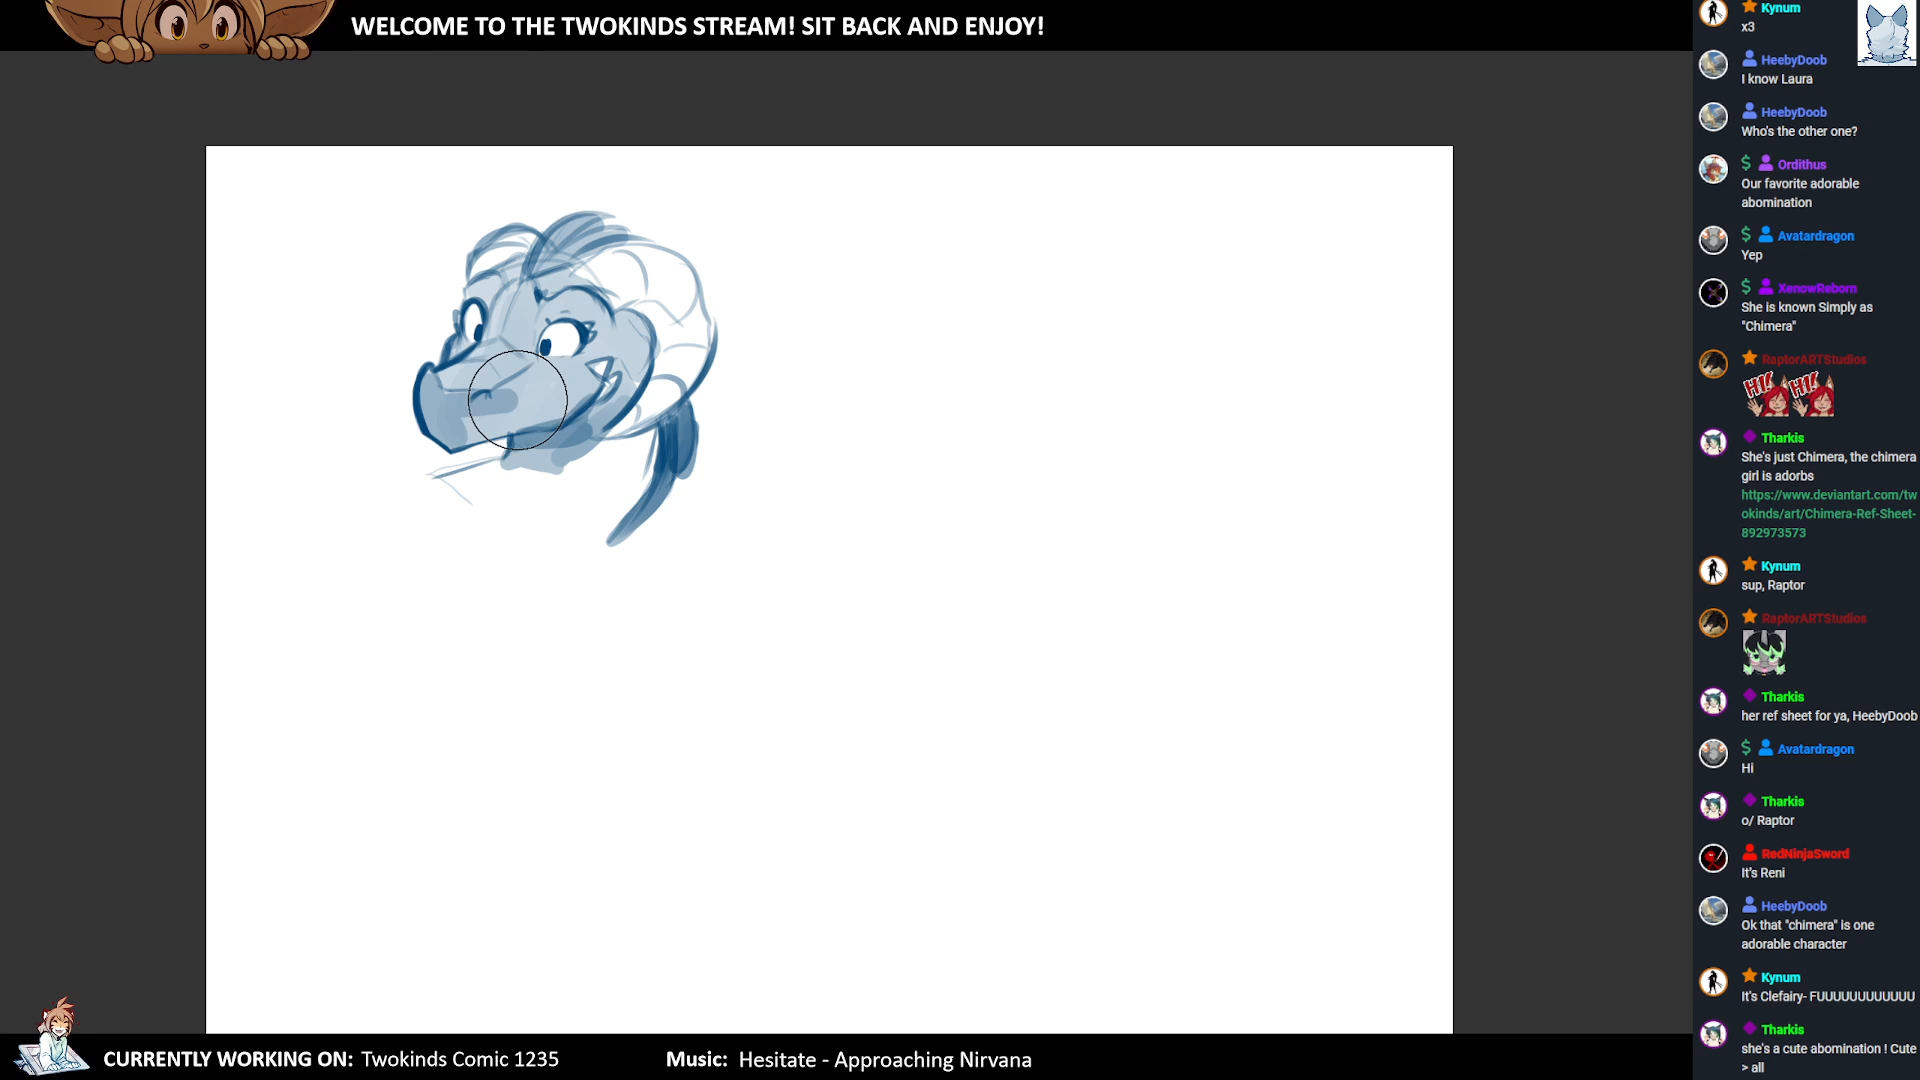 WELCOME TO THE TWOKINDS STREAM! SIT BACK AND ENJOY!
Kynum
x3
HeebyDoob
I know Laura
HeebyDoob
Who's the other one?
$ Ordithus
Our favorite adorable
abomination
$ Avatardragon
Yep
$ XenowReborn
She is known Simply as
"Chimera"
RaptorARTStudios
HI! HI!
Tharkis
She's just Chimera, the chimera
girl is adorbs
https://www.deviantart.com/tw
okinds/art/Chimera-Ref-Sheet-
892973573
Kynum
sup, Raptor
RaptorARTStudios
Tharkis
her ref sheet for ya, HeebyDoob
$ Avatardragon
Hi
Tharkis
o/ Raptor
RedNinjaSword
It's Reni
HeebyDoob
Ok that "chimera" is one
adorable character
Kynum
It's Clefairy- FUUUUUUUUUUUU
Tharkis
she's a cute abomination ! Cute
> all
CURRENTLY WORKING ON: Twokinds Comic 1235
Music: Hesitate - Approaching Nirvana